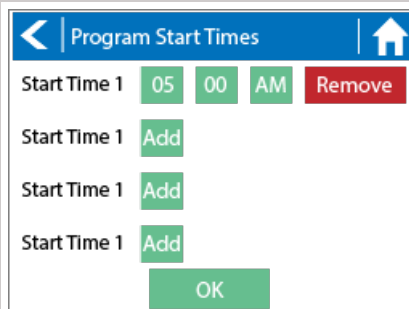 Program Start Times
Start Time 1 05 00 AM Remove
Start Time 1 Add
Start Time 1 Add
Start Time 1 Add
OK